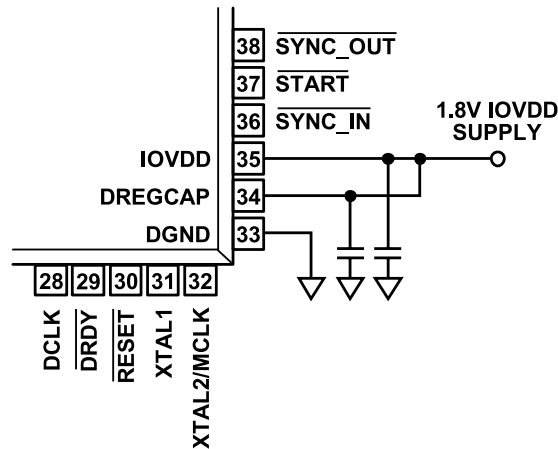 38 SYNC_OUT
37 START
36 SYNC_IN
1.8V IOVDD
SUPPLY
IOVDD 35
DREGCAP 34
DGND 33
28 29 30 31 32
DCLK
DRDY
RESET
XTAL1
XTAL2/MCLK